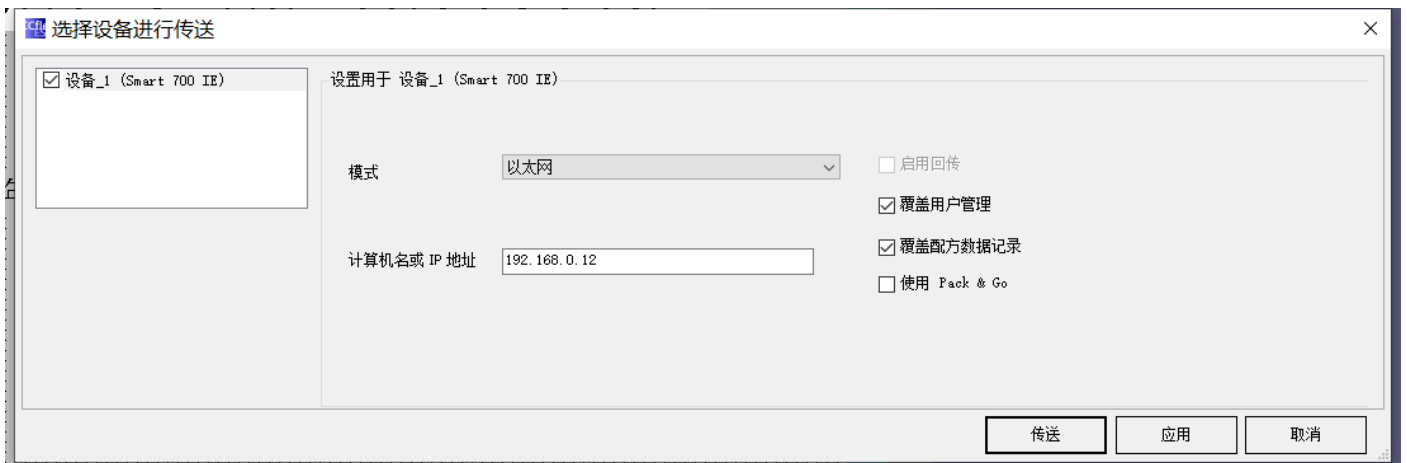 选择设备进行传送
设备_1 (Smart 700 IE)
设置用于 设备_1 (Smart 700 IE)
模式
以太网
启用回传
覆盖用户管理
计算机名或 IP 地址
192.168.0.12
覆盖配方数据记录
使用 Pack & Go
传送
应用
取消